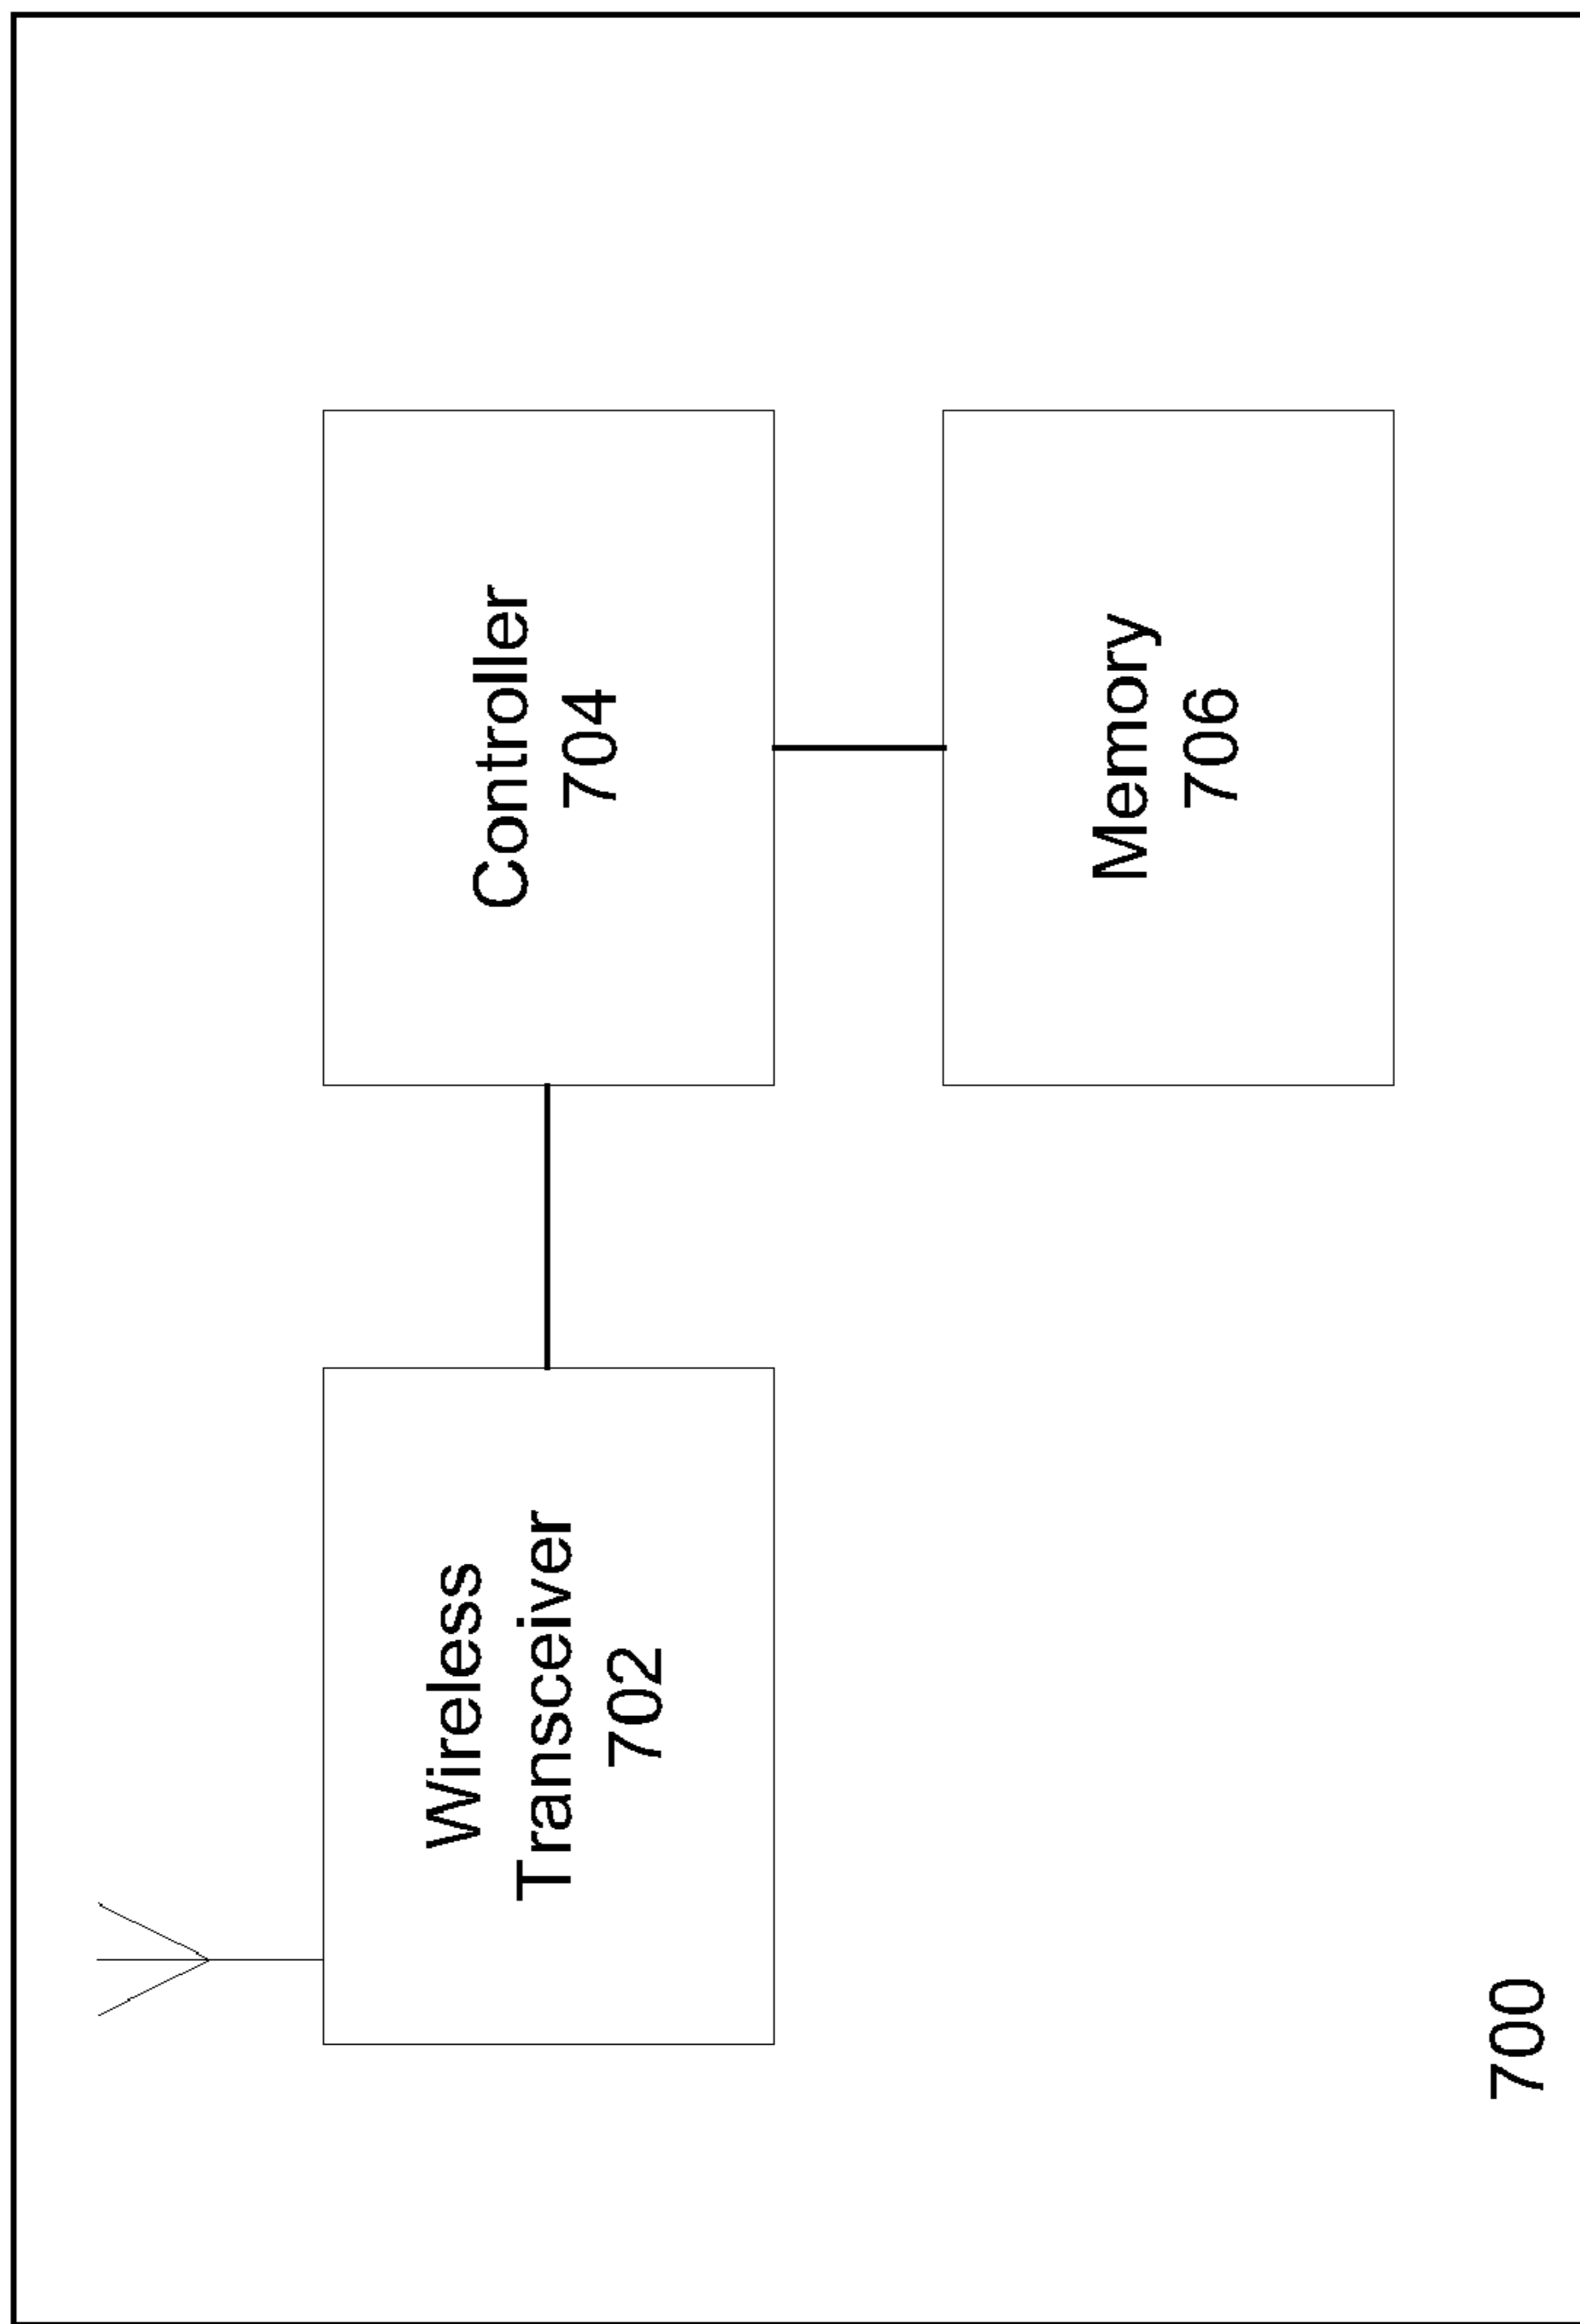 Wireless
Transceiver
702
Controller
704
Memory
706
700